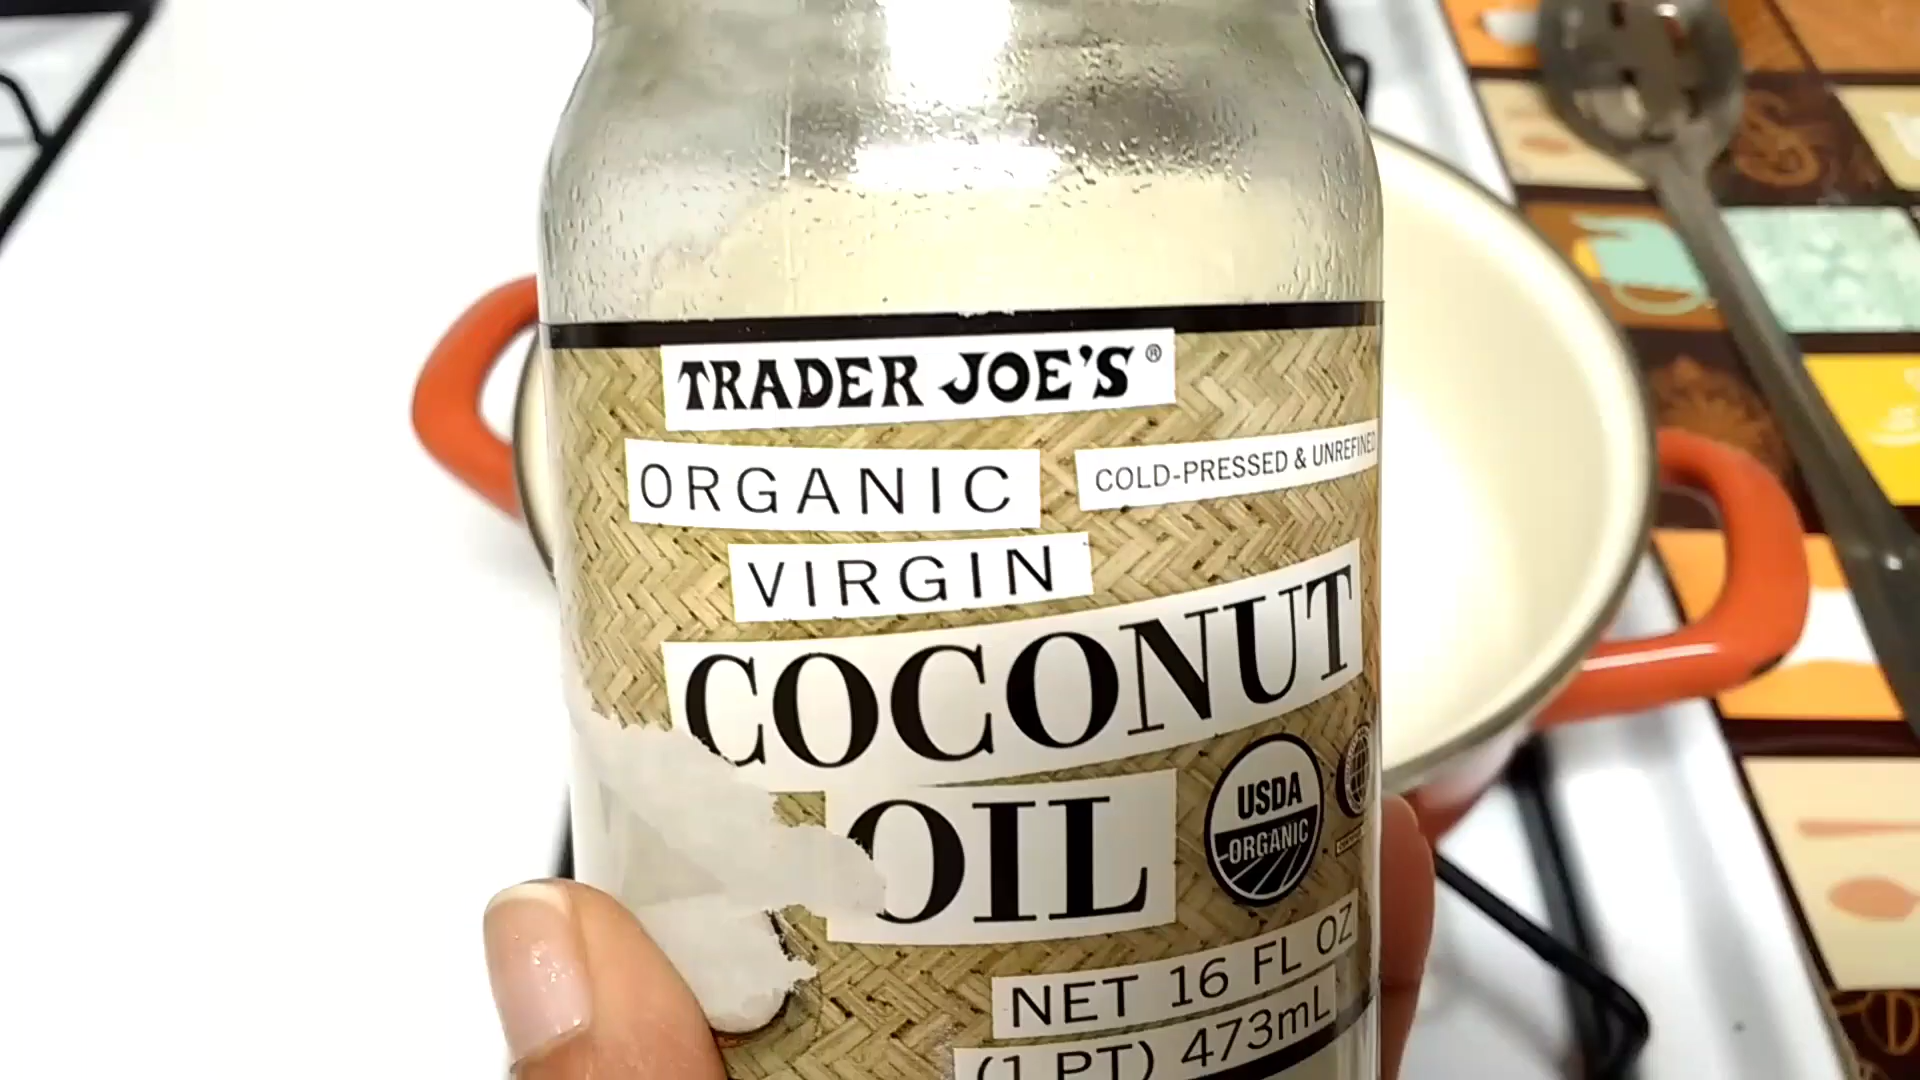 TRADER JOE'S®
ORGANIC
COLD-PRESSED & UNREFINED
VIRGIN
COCONUT
OIL
USDA
ORGANIC
NET 16 FL OZ
(1 PT) 473mL